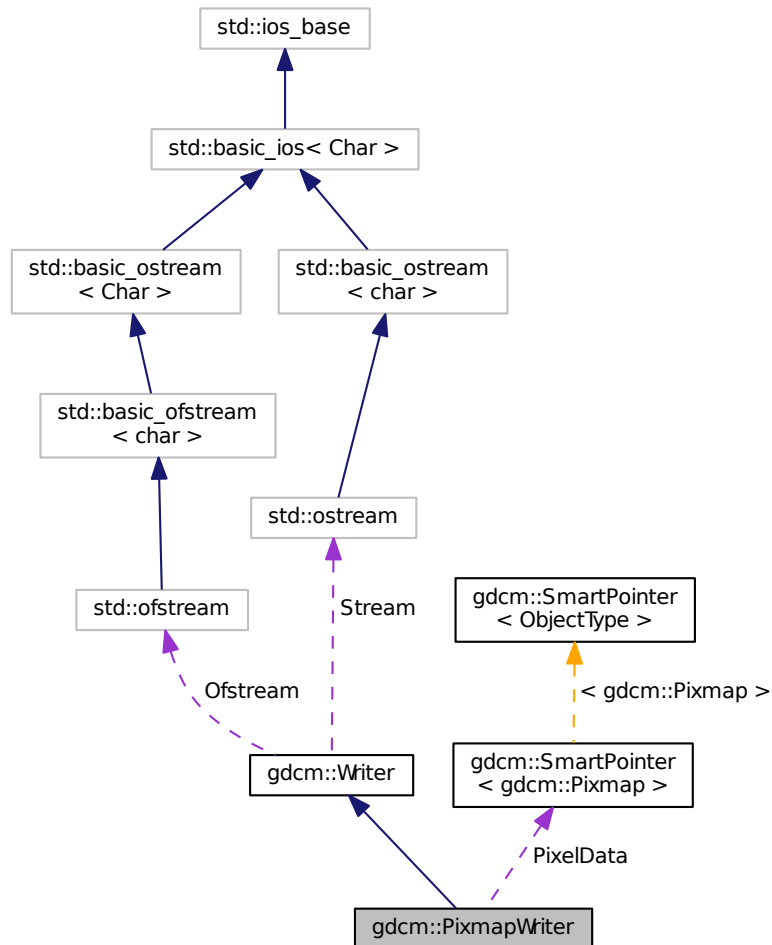 std::ios_base
std::basic_ios< Char >
std::basic_ostream
< Char >
std::basic_ostream
< char >
std::basic_ofstream
< char >
std::ostream
std::ofstream
Stream
gdcm::SmartPointer
< ObjectType >
Ofstream
< gdcm::Pixmap >
gdcm::Writer
gdcm::SmartPointer
< gdcm::Pixmap >
PixelData
gdcm::PixmapWriter